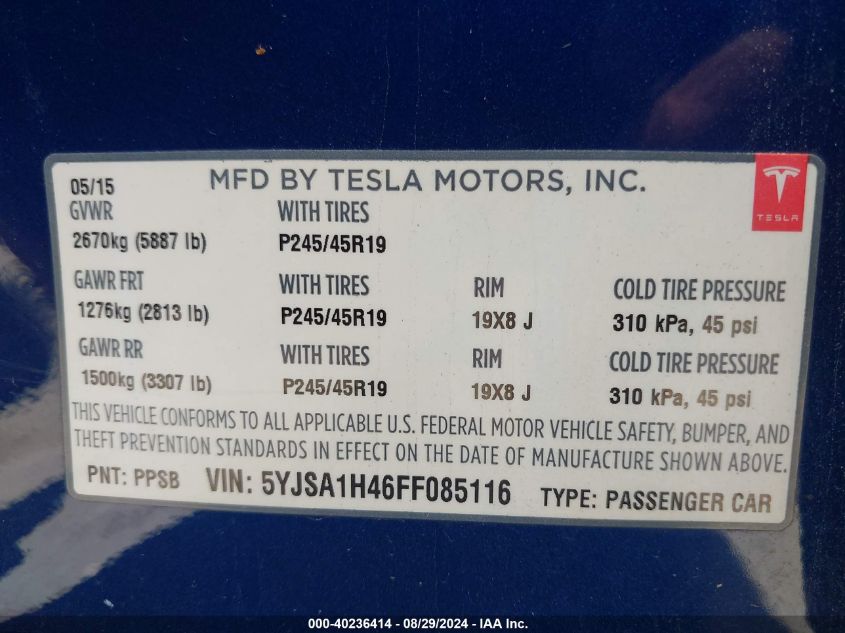 05/15 MFD BY TESLA MOTORS, INC.
TESLA
GVWR WITH TIRES
2670kg (5887 lb) P245/45R19
GAWR FRT WITH TIRES RIM COLD TIRE PRESSURE
1276kg (2813 lb) P245/45R19 19X8 J 310 kPa, 45 psi
GAWR RR WITH TIRES RIM COLD TIRE PRESSURE
1500kg (3307 lb) P245/45R19 19X8 J 310 kPa, 45 psi
THIS VEHICLE CONFORMS TO ALL APPLICABLE U.S. FEDERAL MOTOR VEHICLE SAFETY, BUMPER, AND
THEFT PREVENTION STANDARDS IN EFFECT ON THE DATE OF MANUFACTURE SHOWN ABOVE.
PNT: PPSB VIN: 5YJSA1H46FF085116 TYPE: PASSENGER CAR
000-40236414 - 08/29/2024 - IAA Inc.